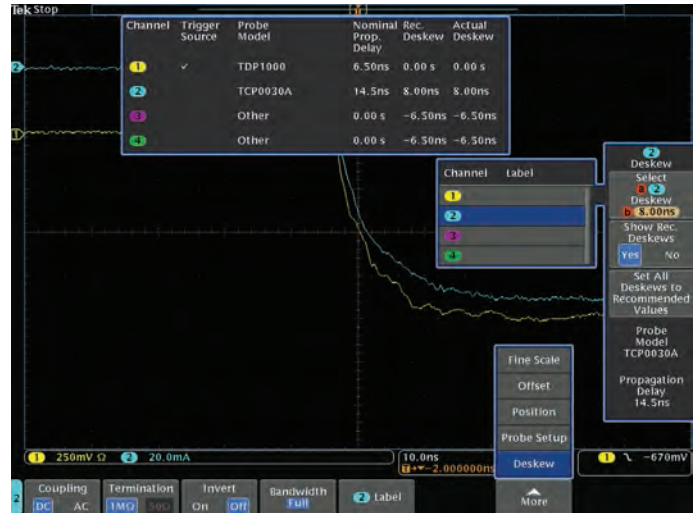 Tek Stop
Channel Trigger Source Probe Model Nominal Prop. Delay Rec. Deskew Actual Deskew
1 ✓ TDP1000 6.50ns 0.00 s 0.00 s
2 TCP0030A 14.5ns 8.00ns 8.00ns
3 Other 0.00 s -6.50ns -6.50ns
4 Other 0.00 s -6.50ns -6.50ns
Channel Label
1
2
3
4
2
Deskew
Select
a 2
Deskew
b 8.00ns
Show Rec.
Deskews
Yes No
Set All
Deskews to
Recommended
Values
Probe
Model
TCP0030A
Propagation
Delay
14.5ns
Fine Scale
Offset
Position
Probe Setup
Deskew
1 250mV Ω 2 20.0mA
10.0ns
T→▼-2.000000ns
1 \ -670mV
2
Coupling
DC AC
Termination
1MΩ 50Ω
Invert
On Off
Bandwidth
Full
2 Label
More